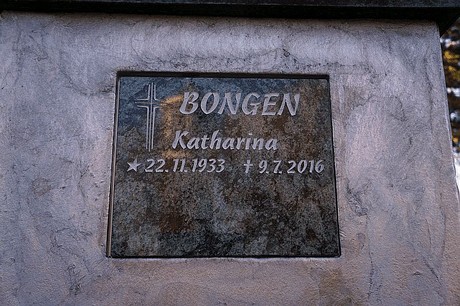 BONGEN
Katharina
★ 22.11.1933 ✝ 9.7.2016